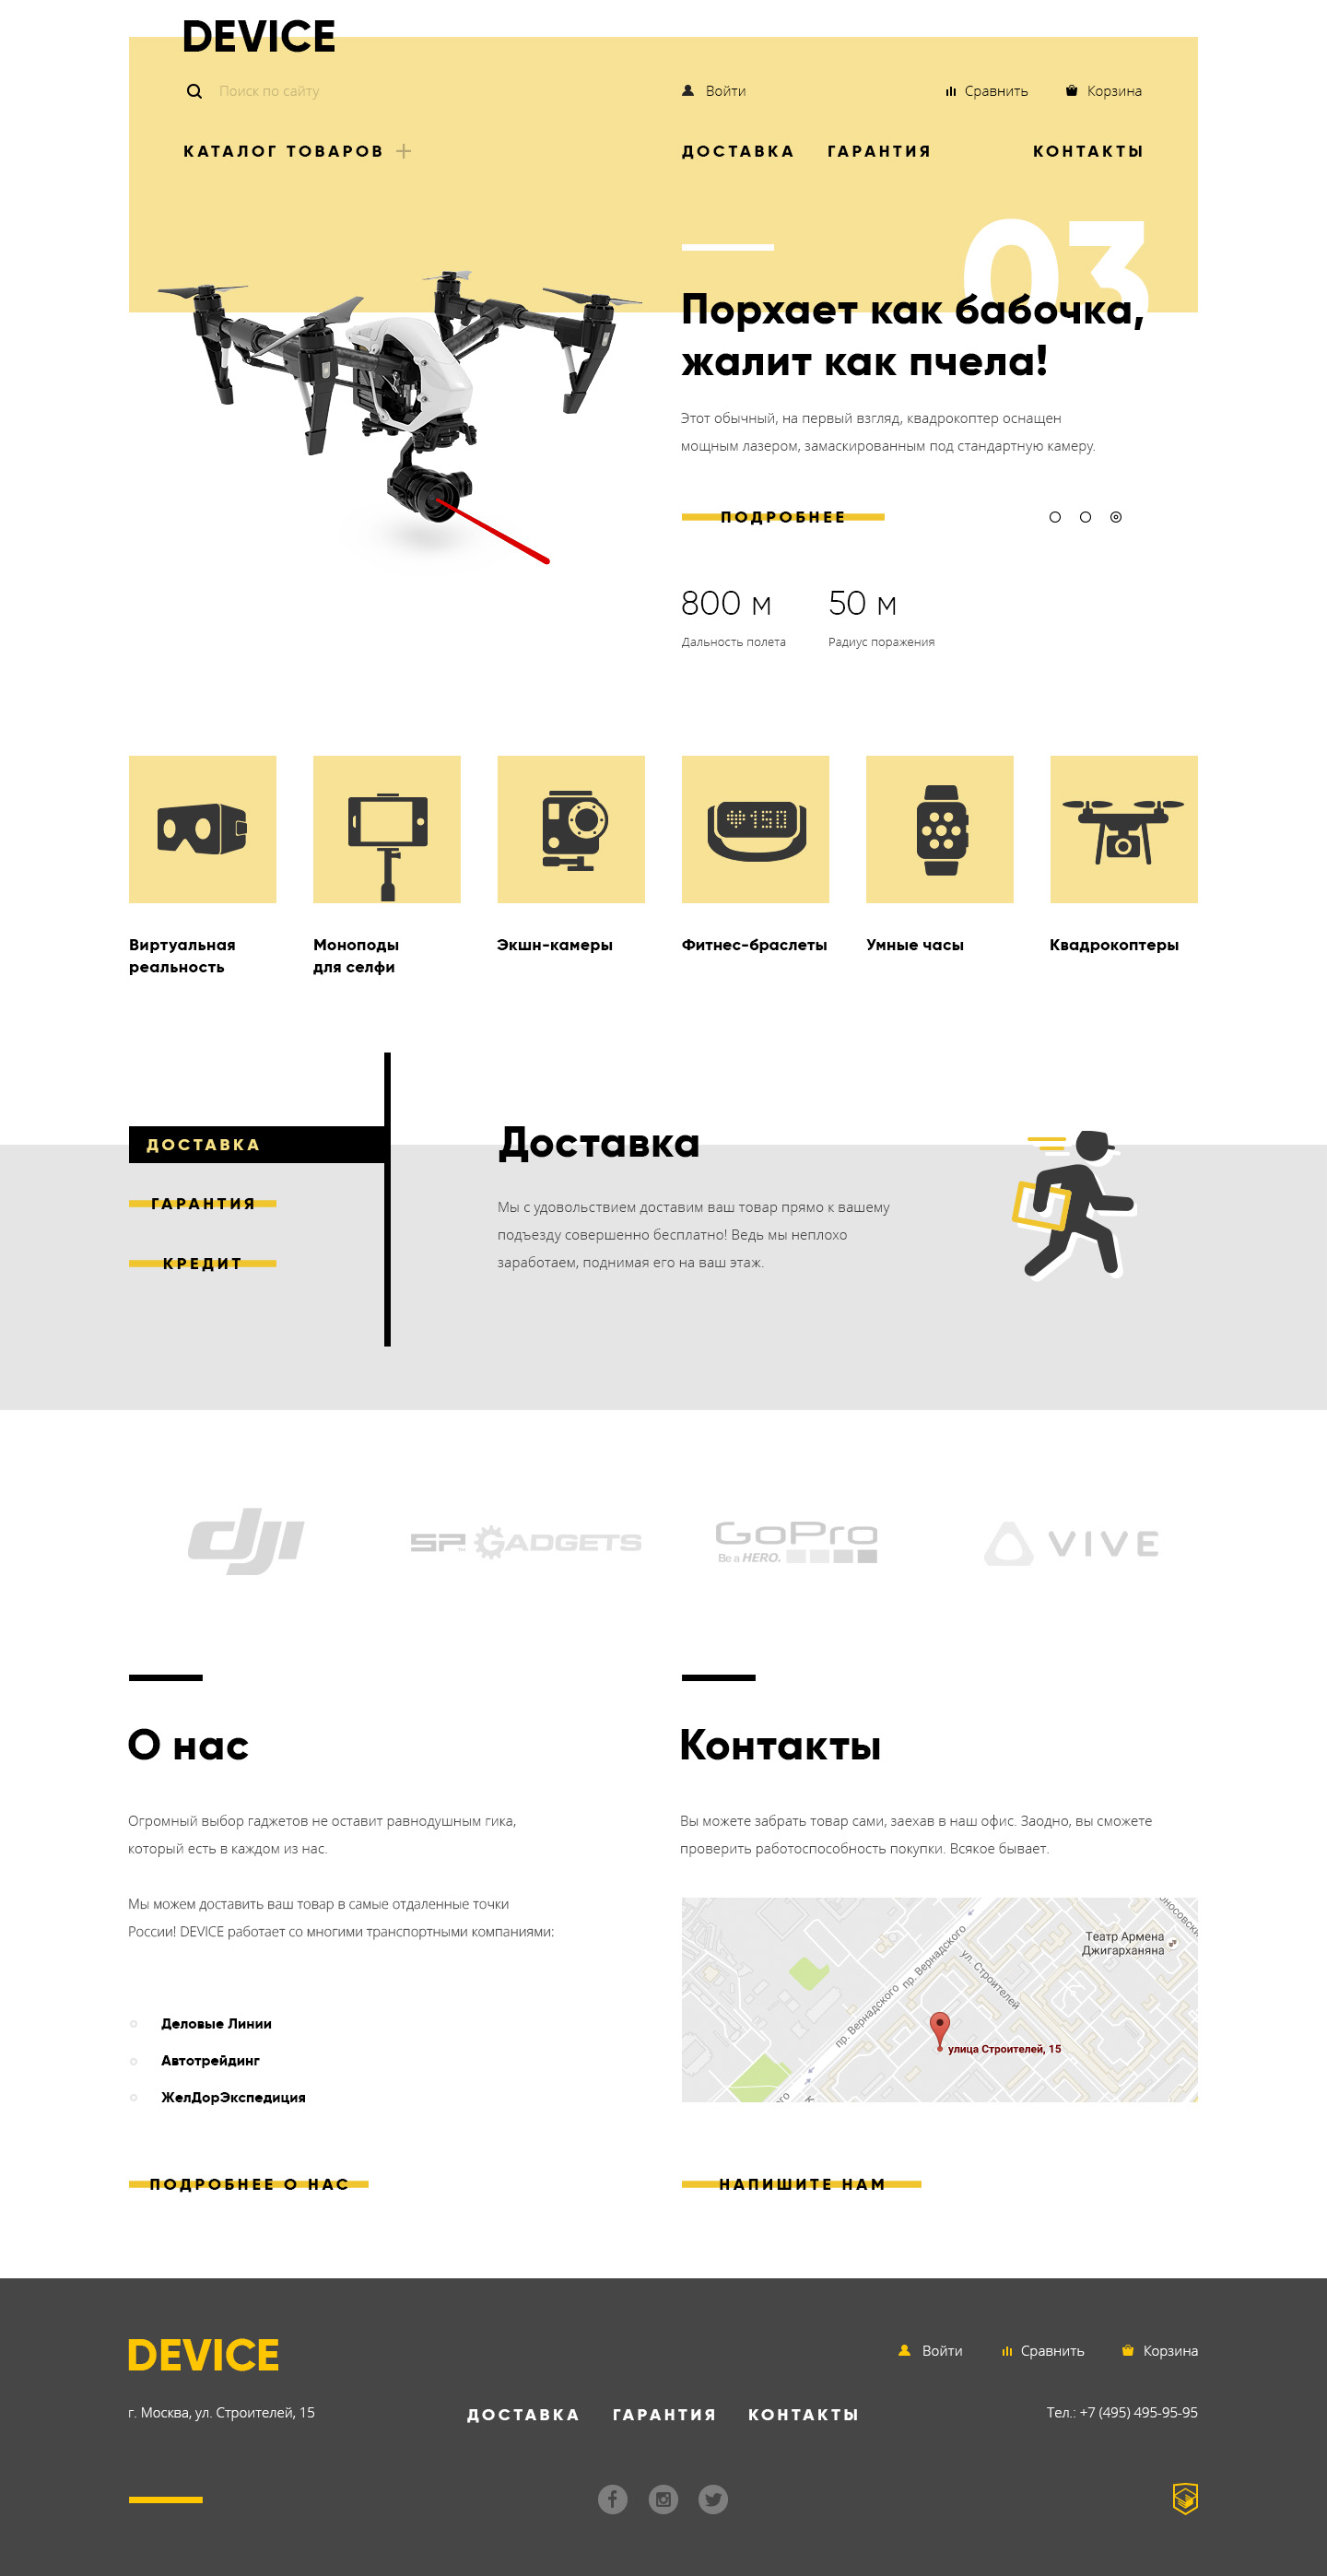 DEVICE
Поиск по сайту
Войти
Сравнить
Корзина
КАТАЛОГ ТОВАРОВ +
ДОСТАВКА
ГАРАНТИЯ
КОНТАКТЫ
03
Порхает как бабочка,
жалит как пчела!
Этот обычный, на первый взгляд, квадрокоптер оснащен
мощным лазером, замаскированным под стандартную камеру.
ПОДРОБНЕЕ
800 м
50 м
Дальность полета
Радиус поражения
150
Виртуальная
реальность
Моноподы
для селфи
Экшн-камеры
Фитнес-браслеты
Умные часы
Квадрокоптеры
ДОСТАВКА
ГАРАНТИЯ
КРЕДИТ
Доставка
Мы с удовольствием доставим ваш товар прямо к вашему
подъезду совершенно бесплатно! Ведь мы неплохо
заработаем, поднимая его на ваш этаж.
dji
SP GADGETS
GoPro
Be a HERO.
VIVE
О нас
Огромный выбор гаджетов не оставит равнодушным гика,
который есть в каждом из нас.
Мы можем доставить ваш товар в самые отдаленные точки
России! DEVICE работает со многими транспортными компаниями:
Деловые Линии
Автотрейдинг
ЖелДорЭкспедиция
ПОДРОБНЕЕ О НАС
Контакты
Вы можете забрать товар сами, заехав в наш офис. Заодно, вы сможете
проверить работоспособность покупки. Всякое бывает.
Театр Армена
Джигарханяна
пр. Вернадского
пр. Вернадского
ул. Строителей
улица Строителей, 15
НАПИШИТЕ НАМ
DEVICE
Войти
Сравнить
Корзина
г. Москва, ул. Строителей, 15
ДОСТАВКА
ГАРАНТИЯ
КОНТАКТЫ
Тел.: +7 (495) 495-95-95